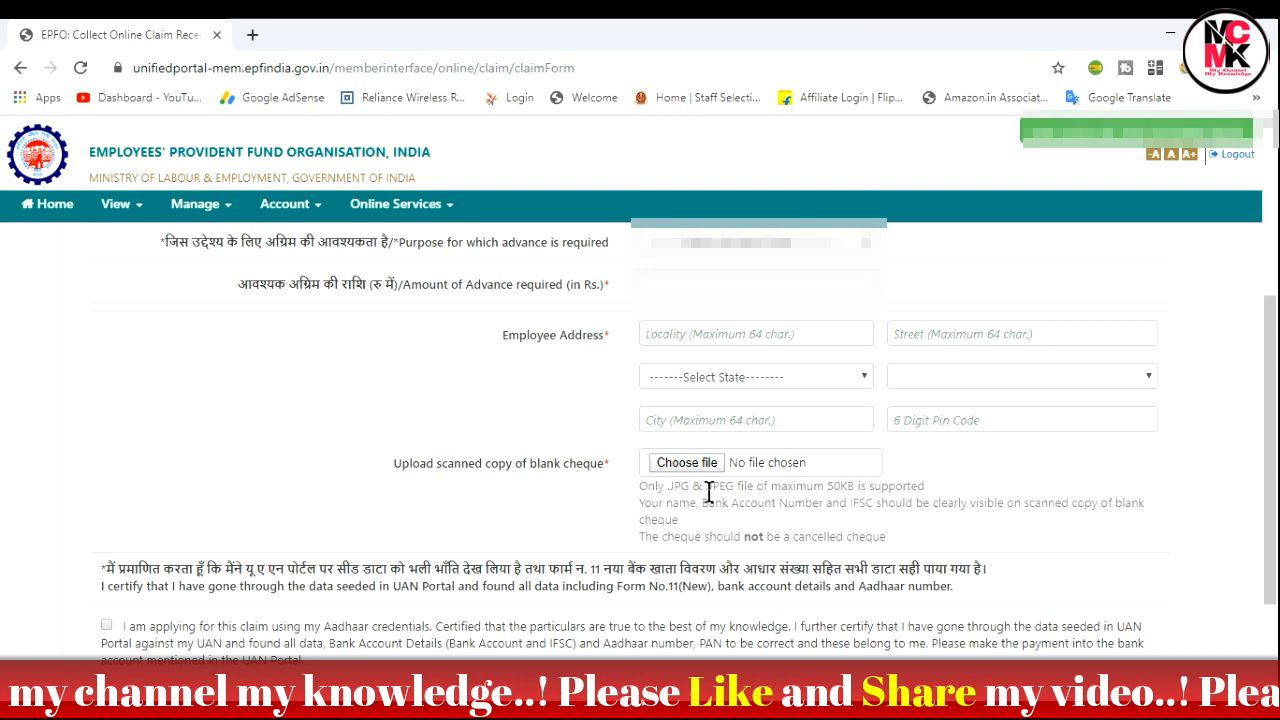 EPFO: Collect Online Claim Rece
unifiedportal-mem.epfindia.gov.in/memberinterface/online/claim/claimForm
Apps
Dashboard - YouTu...
Google AdSense
Reliance Wireless R...
Login
Welcome
Home | Staff Selecti...
Affiliate Login | Flip...
Amazon.in Associat...
Google Translate
»
MCMK
My Channel
My Knowledge
EMPLOYEES' PROVIDENT FUND ORGANISATION, INDIA
MINISTRY OF LABOUR & EMPLOYMENT, GOVERNMENT OF INDIA
-A A A+ Logout
Home View Manage Account Online Services
*जिस उद्देश्य के लिए अग्रिम की आवश्यकता है/*Purpose for which advance is required
आवश्यक अग्रिम की राशि (रु में)/Amount of Advance required (in Rs.)*
Employee Address*
Locality (Maximum 64 char.)
Street (Maximum 64 char.)
-------Select State--------
City (Maximum 64 char.)
6 Digit Pin Code
Upload scanned copy of blank cheque*
Choose file No file chosen
Only .JPG & JPEG file of maximum 50KB is supported
Your name, Bank Account Number and IFSC should be clearly visible on scanned copy of blank
cheque
The cheque should not be a cancelled cheque
*मैं प्रमाणित करता हूँ कि मैंने यू ए एन पोर्टल पर सीड डाटा को भली भाँति देख लिया है तथा फार्म न. 11 नया बैंक खाता विवरण और आधार संख्या सहित सभी डाटा सही पाया गया है।
I certify that I have gone through the data seeded in UAN Portal and found all data including Form No.11(New), bank account details and Aadhaar number.
I am applying for this claim using my Aadhaar credentials. Certified that the particulars are true to the best of my knowledge. I further certify that I have gone through the data seeded in UAN
Portal against my UAN and found all data, Bank Account Details (Bank Account and IFSC) and Aadhaar number, PAN to be correct and these belong to me. Please make the payment into the bank
account mentioned in the UAN Portal.
my channel my knowledge..! Please Like and Share my video..! Plea